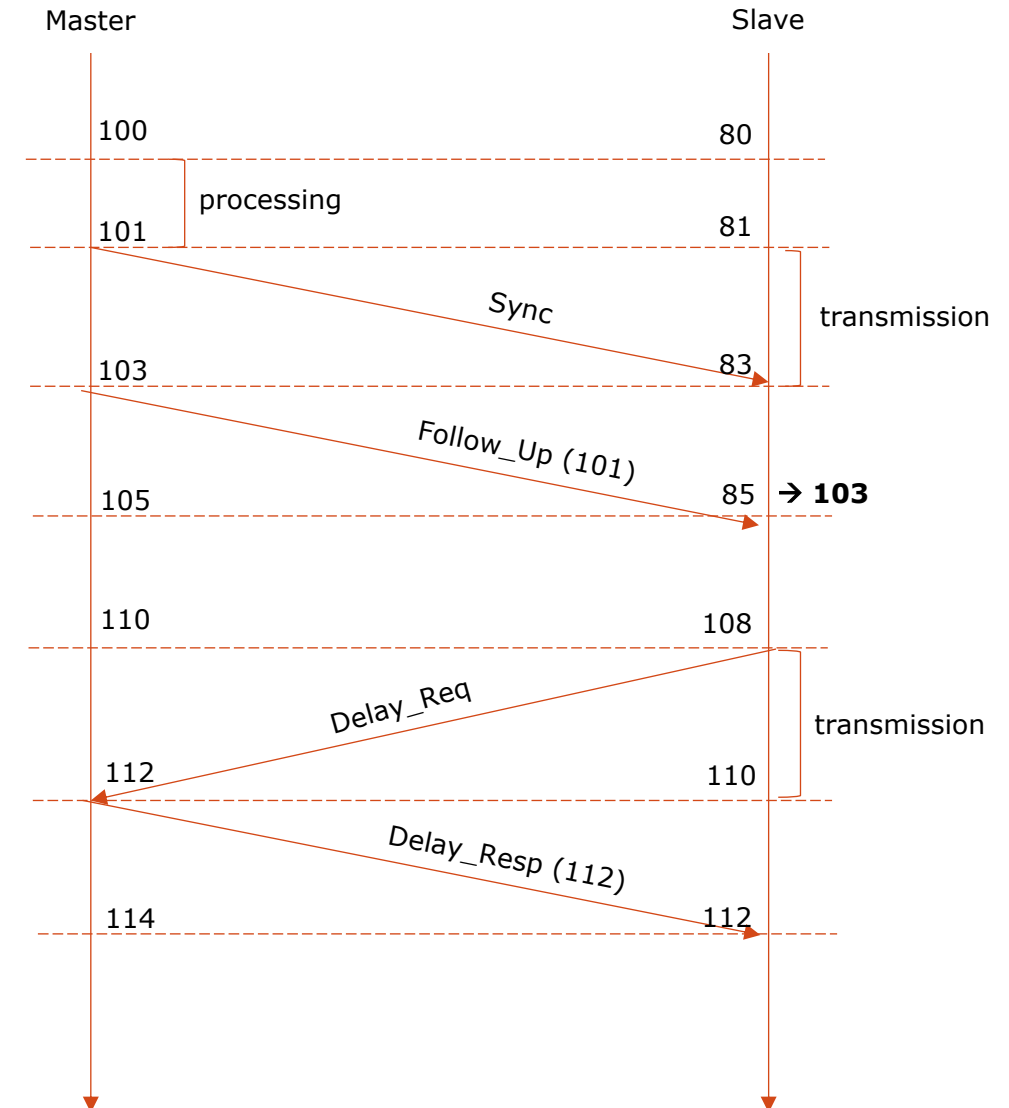 Master
Slave
100
80
processing
101
81
Sync
transmission
103
83
Follow_Up (101)
105
85 → 103
110
108
Delay_Req
transmission
112
110
Delay_Resp (112)
114
112